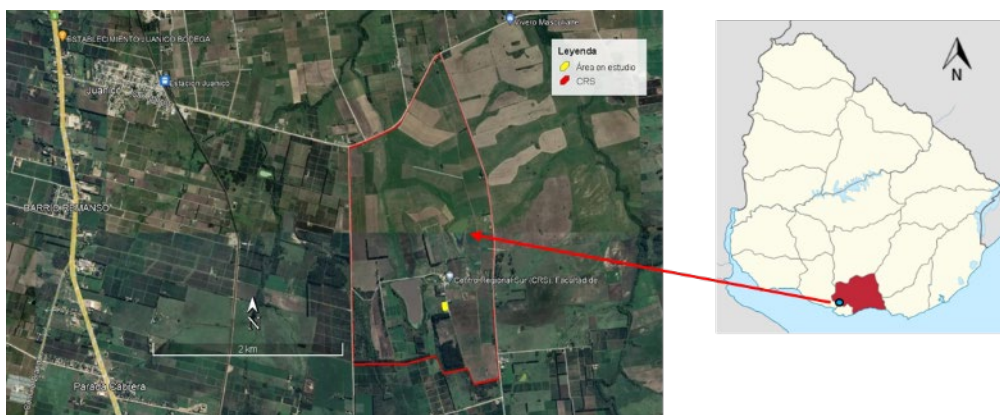 ESTABLECIMIENTO JUANICO BODEGA
Vivero Masculiarte
Leyenda
Área en estudio
CRS
Estación Juanicó
Juanicó
BARRIO REMANSO
Centro Regional Sur (CRS), Facultad de
N
2 km
Parada Cabrera
N